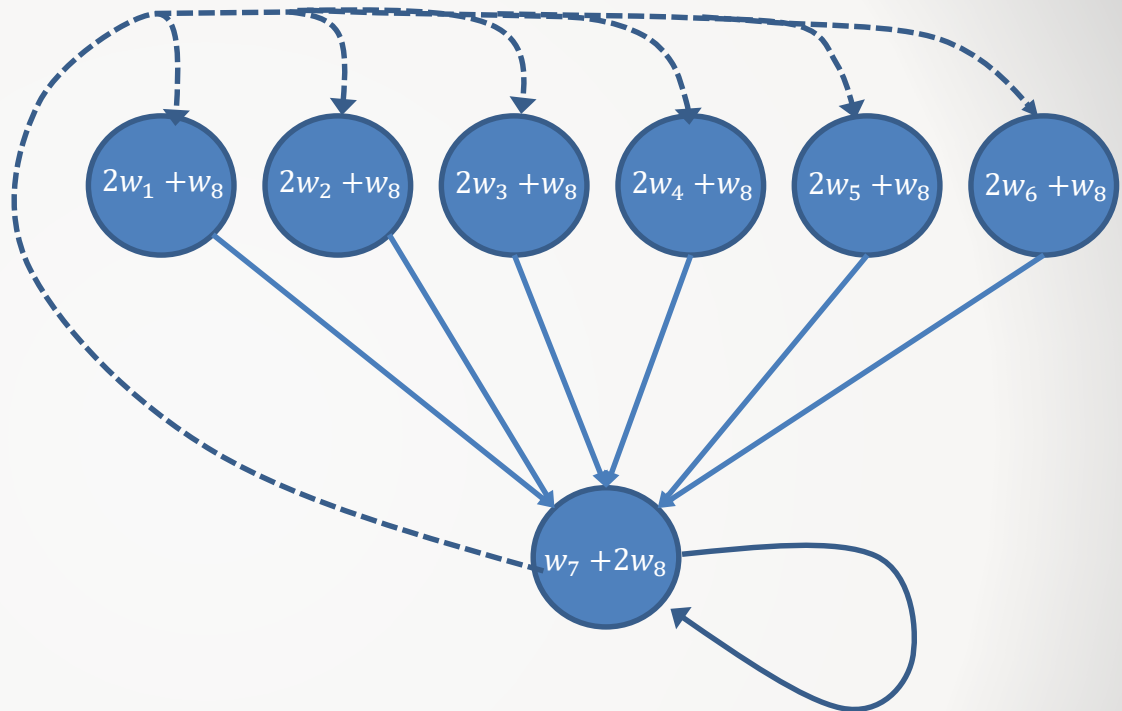 2w₁ +w₈
2w₂ +w₈
2w₃ +w₈
2w₄ +w₈
2w₅ +w₈
2w₆ +w₈
w₇ +2w₈